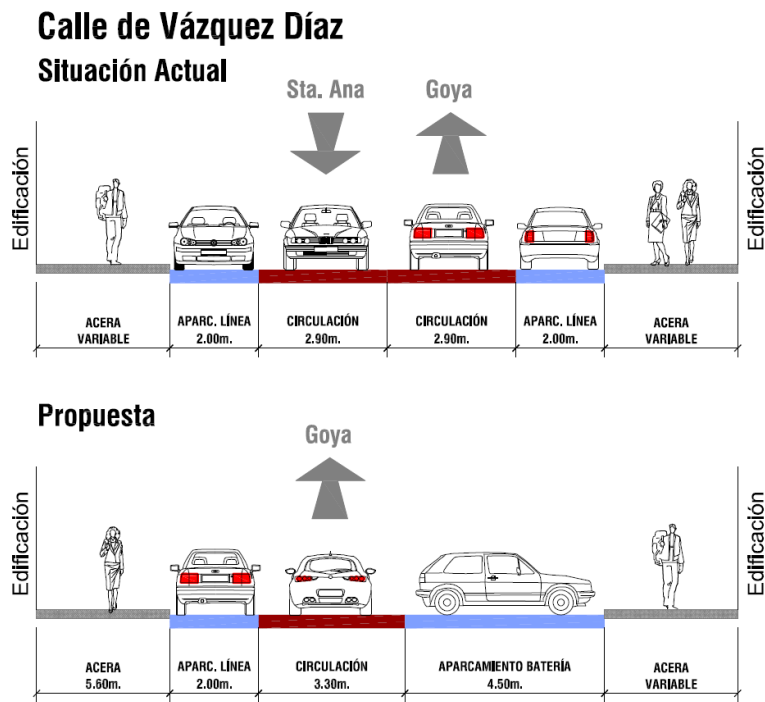 Calle de Vázquez Díaz
Situación Actual
Sta. Ana
Goya
Edificación
Edificación
ACERA
VARIABLE
APARC. LÍNEA
2.00m.
CIRCULACIÓN
2.90m.
CIRCULACIÓN
2.90m.
APARC. LÍNEA
2.00m.
ACERA
VARIABLE
Propuesta
Goya
Edificación
Edificación
ACERA
5.60m.
APARC. LÍNEA
2.00m.
CIRCULACIÓN
3.30m.
APARCAMIENTO BATERÍA
4.50m.
ACERA
VARIABLE